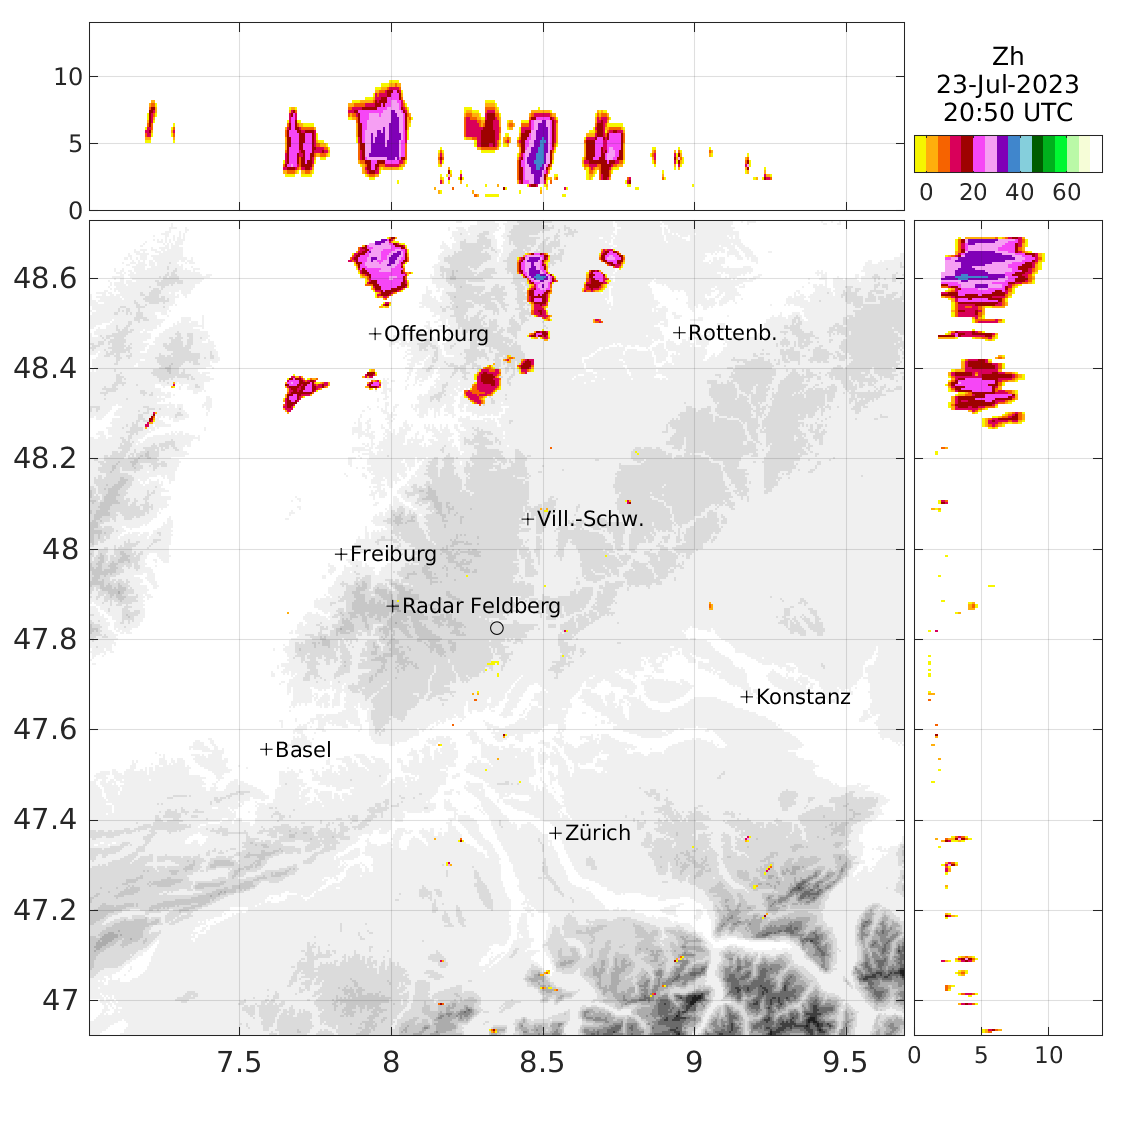 Zh
23-Jul-2023
20:50 UTC
0 20 40 60
10
5
0
48.6
Offenburg
Rottenb.
48.4
48.2
Vill.-Schw.
48
Freiburg
Radar Feldberg
47.8
Konstanz
47.6
Basel
47.4
Zürich
47.2
47
7.5 8 8.5 9 9.5
0 5 10